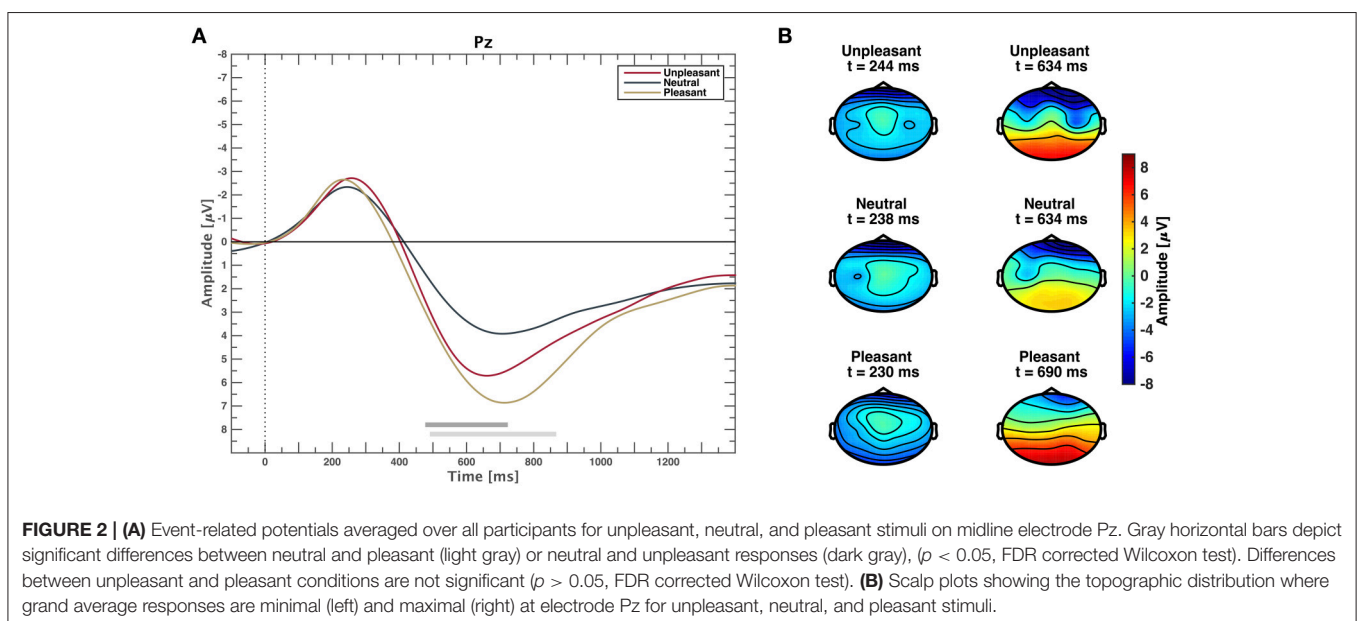 A
Pz
-8
-7
-6
-5
-4
-3
-2
-1
0
1
2
3
4
5
6
7
8
Amplitude [µV]
Unpleasant
Neutral
Pleasant
0 200 400 600 800 1000 1200
Time [ms]
B
Unpleasant
t = 244 ms
Unpleasant
t = 634 ms
Neutral
t = 238 ms
Neutral
t = 634 ms
Pleasant
t = 230 ms
Pleasant
t = 690 ms
8
6
4
2
0
-2
-4
-6
-8
Amplitude [µV]
FIGURE 2 | (A) Event-related potentials averaged over all participants for unpleasant, neutral, and pleasant stimuli on midline electrode Pz. Gray horizontal bars depict
significant differences between neutral and pleasant (light gray) or neutral and unpleasant responses (dark gray), (p < 0.05, FDR corrected Wilcoxon test). Differences
between unpleasant and pleasant conditions are not significant (p > 0.05, FDR corrected Wilcoxon test). (B) Scalp plots showing the topographic distribution where
grand average responses are minimal (left) and maximal (right) at electrode Pz for unpleasant, neutral, and pleasant stimuli.